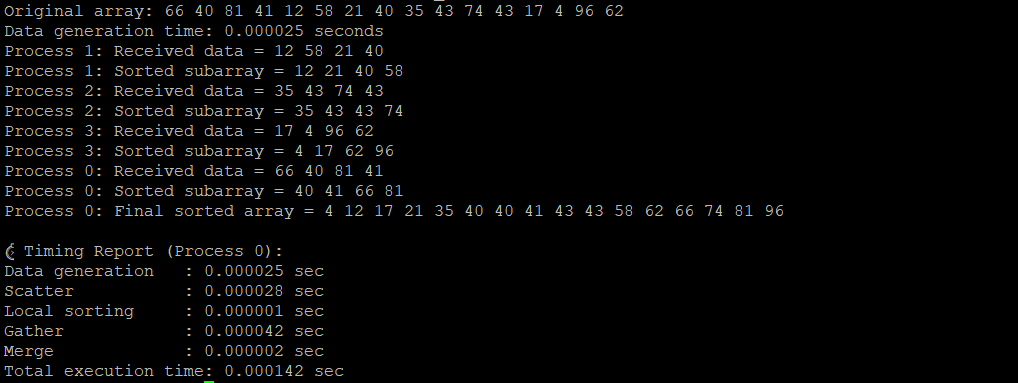 Original array: 66 40 81 41 12 58 21 40 35 43 74 43 17 4 96 62
Data generation time: 0.000025 seconds
Process 1: Received data = 12 58 21 40
Process 1: Sorted subarray = 12 21 40 58
Process 2: Received data = 35 43 74 43
Process 2: Sorted subarray = 35 43 43 74
Process 3: Received data = 17 4 96 62
Process 3: Sorted subarray = 4 17 62 96
Process 0: Received data = 66 40 81 41
Process 0: Sorted subarray = 40 41 66 81
Process 0: Final sorted array = 4 12 17 21 35 40 40 41 43 43 58 62 66 74 81 96
Timing Report (Process 0):
Data generation   : 0.000025 sec
Scatter           : 0.000028 sec
Local sorting     : 0.000001 sec
Gather            : 0.000042 sec
Merge             : 0.000002 sec
Total execution time: 0.000142 sec